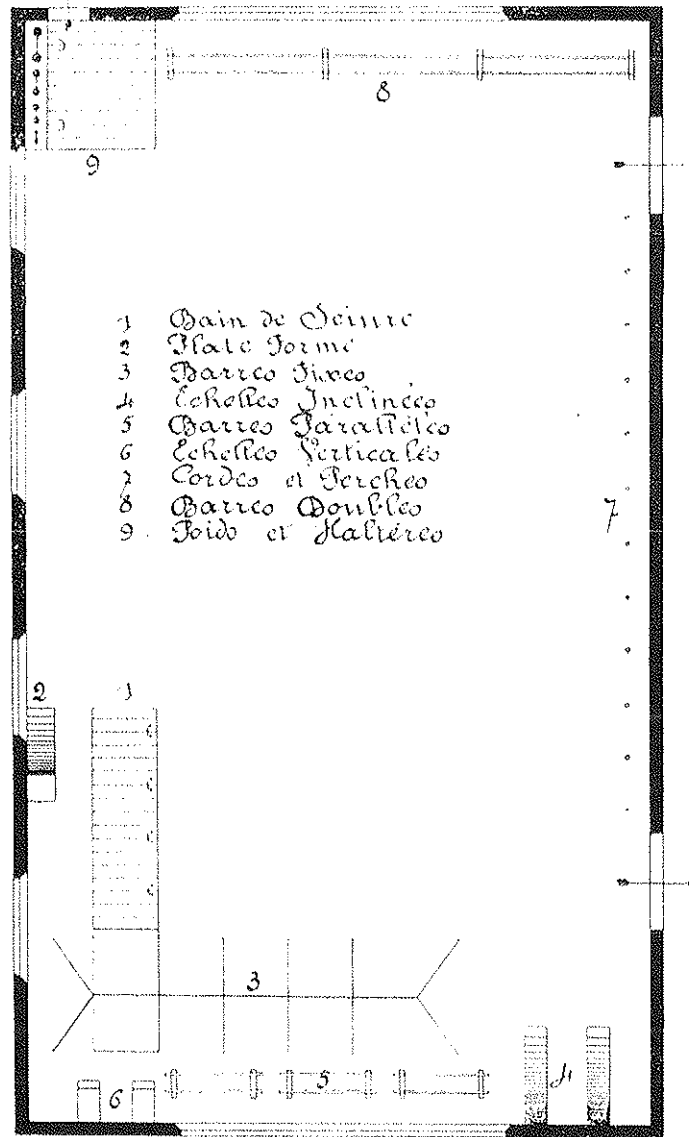 8
9
1 Bain de Sciure
2 Plate Forme
3 Barres Fixes
4 Echelles Inclinées
5 Barres Parallèles
6 Echelles Verticales
7 Cordes et Perches
8 Barres Doubles
9 Poids et Haltères
7
2
1
3
4
5
6